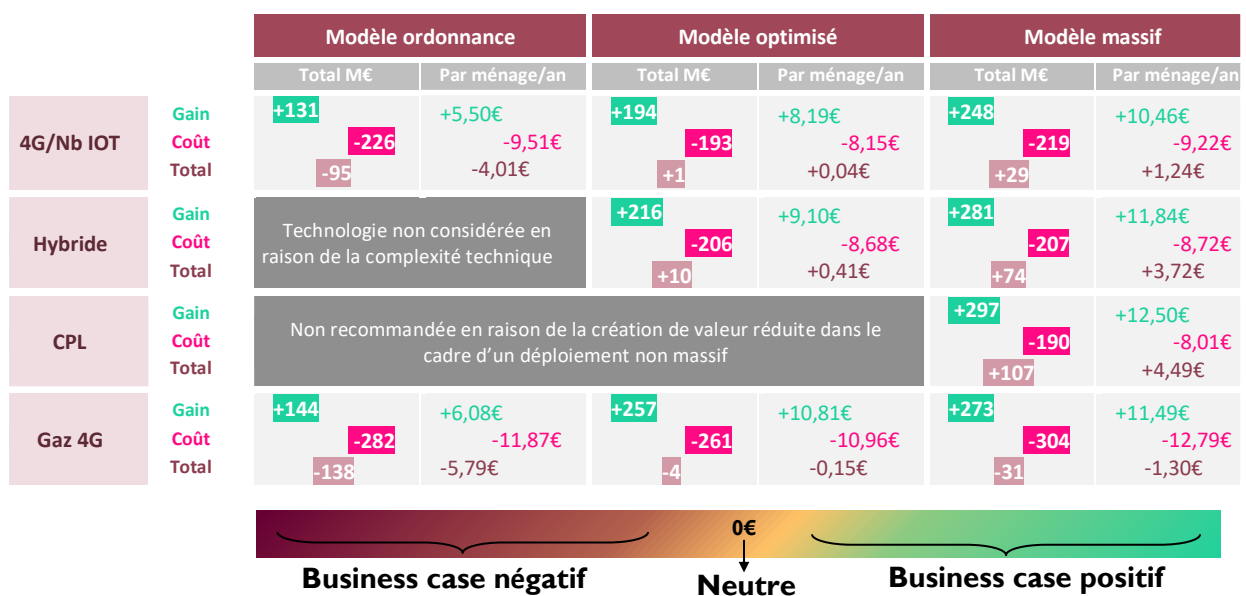 Modèle ordonnance Modèle optimisé Modèle massif
Total M€ Par ménage/an Total M€ Par ménage/an Total M€ Par ménage/an
4G/Nb IOT
Gain +131 +5,50€ +194 +8,19€ +248 +10,46€
Coût -226 -9,51€ -193 -8,15€ -219 -9,22€
Total -95 -4,01€ +1 +0,04€ +29 +1,24€
Hybride
Technologie non considérée en
raison de la complexité technique
Gain +216 +9,10€ +281 +11,84€
Coût -206 -8,68€ -207 -8,72€
Total +10 +0,41€ +74 +3,72€
CPL
Non recommandée en raison de la création de valeur réduite dans le
cadre d’un déploiement non massif
Gain +297 +12,50€
Coût -190 -8,01€
Total +107 +4,49€
Gaz 4G
Gain +144 +6,08€ +257 +10,81€ +273 +11,49€
Coût -282 -11,87€ -261 -10,96€ -304 -12,79€
Total -138 -5,79€ -4 -0,15€ -31 -1,30€
0€
Business case négatif Neutre Business case positif